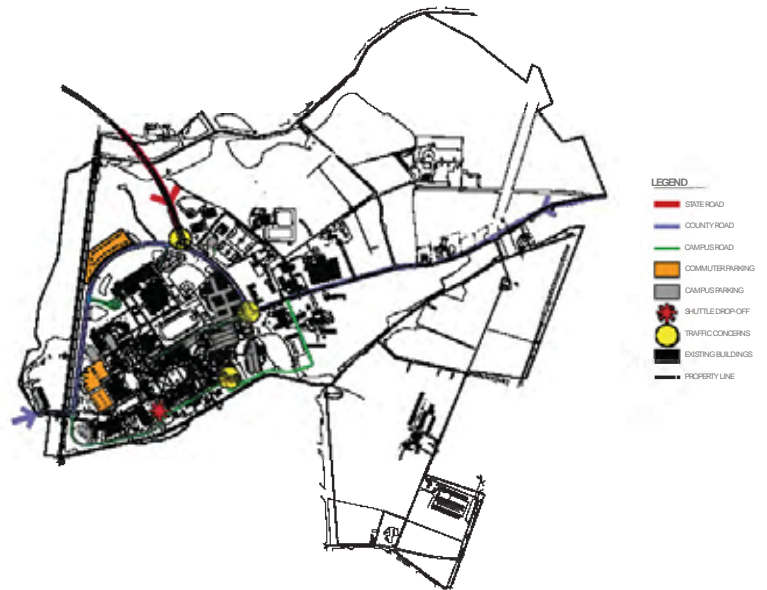 LEGEND
STATE ROAD
COUNTY ROAD
CAMPUS ROAD
COMMUTER PARKING
CAMPUS PARKING
SHUTTLE DROP-OFF
TRAFFIC CONCERNS
EXISTING BUILDINGS
PROPERTY LINE